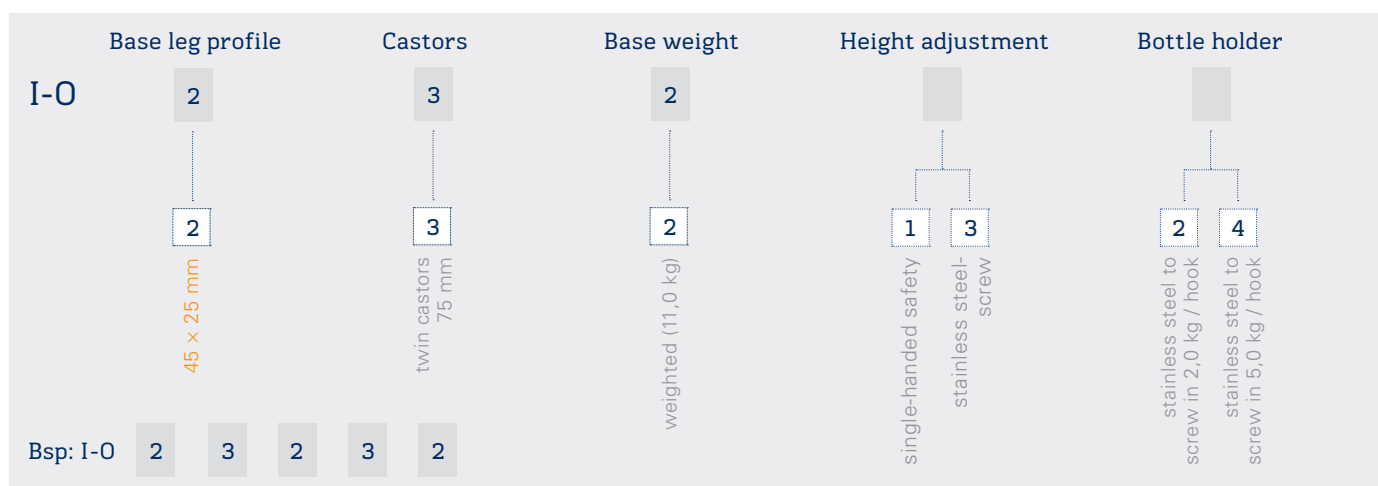 Base leg profile
Castors
Base weight
Height adjustment
Bottle holder
I-O
2
3
2
2
3
2
1
3
2
4
45 × 25 mm
twin castors
75 mm
weighted (11,0 kg)
single-handed safety
stainless steel-
screw
stainless steel to
screw in 2,0 kg / hook
stainless steel to
screw in 5,0 kg / hook
Bsp: I-O 2 3 2 3 2